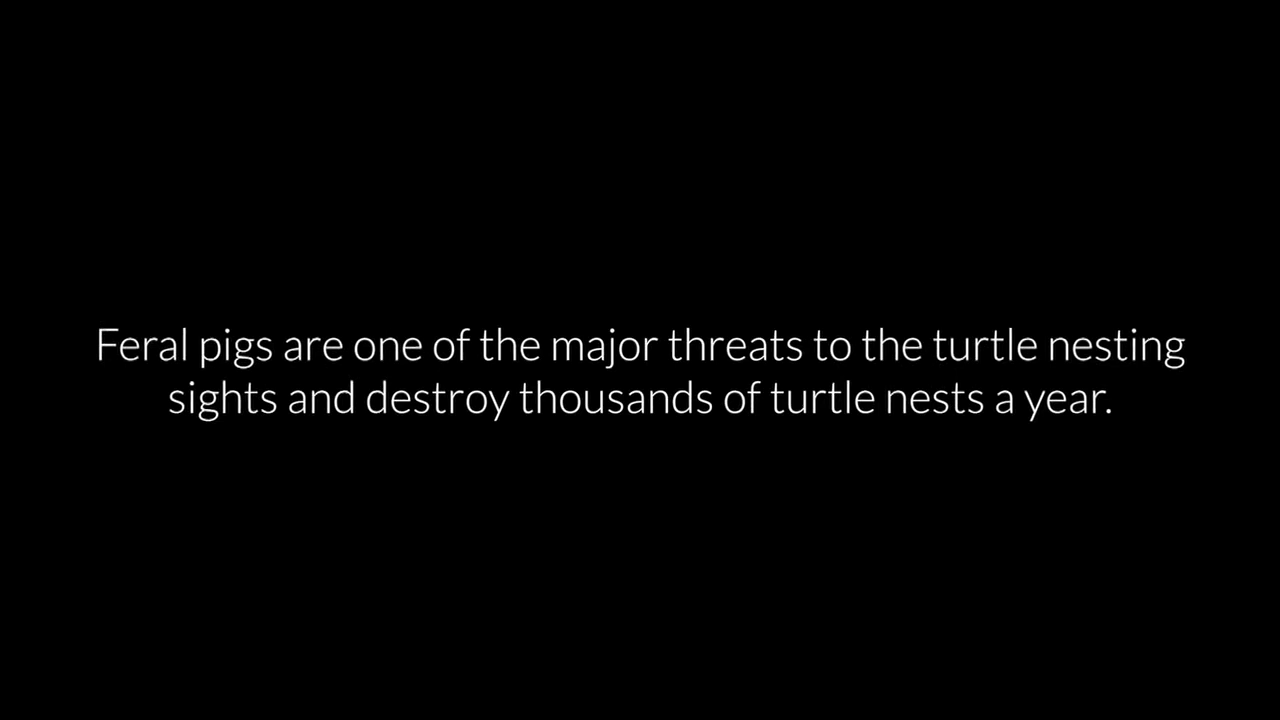 Feral pigs are one of the major threats to the turtle nesting
sights and destroy thousands of turtle nests a year.